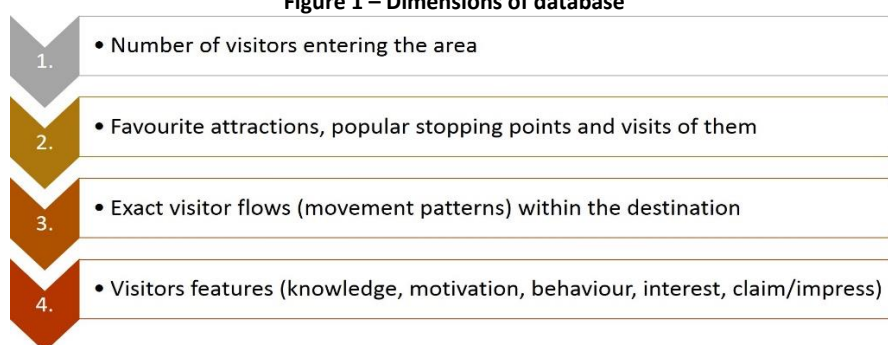 Figure 1 – Dimensions of database
1. • Number of visitors entering the area
2. • Favourite attractions, popular stopping points and visits of them
3. • Exact visitor flows (movement patterns) within the destination
4. • Visitors features (knowledge, motivation, behaviour, interest, claim/impress)